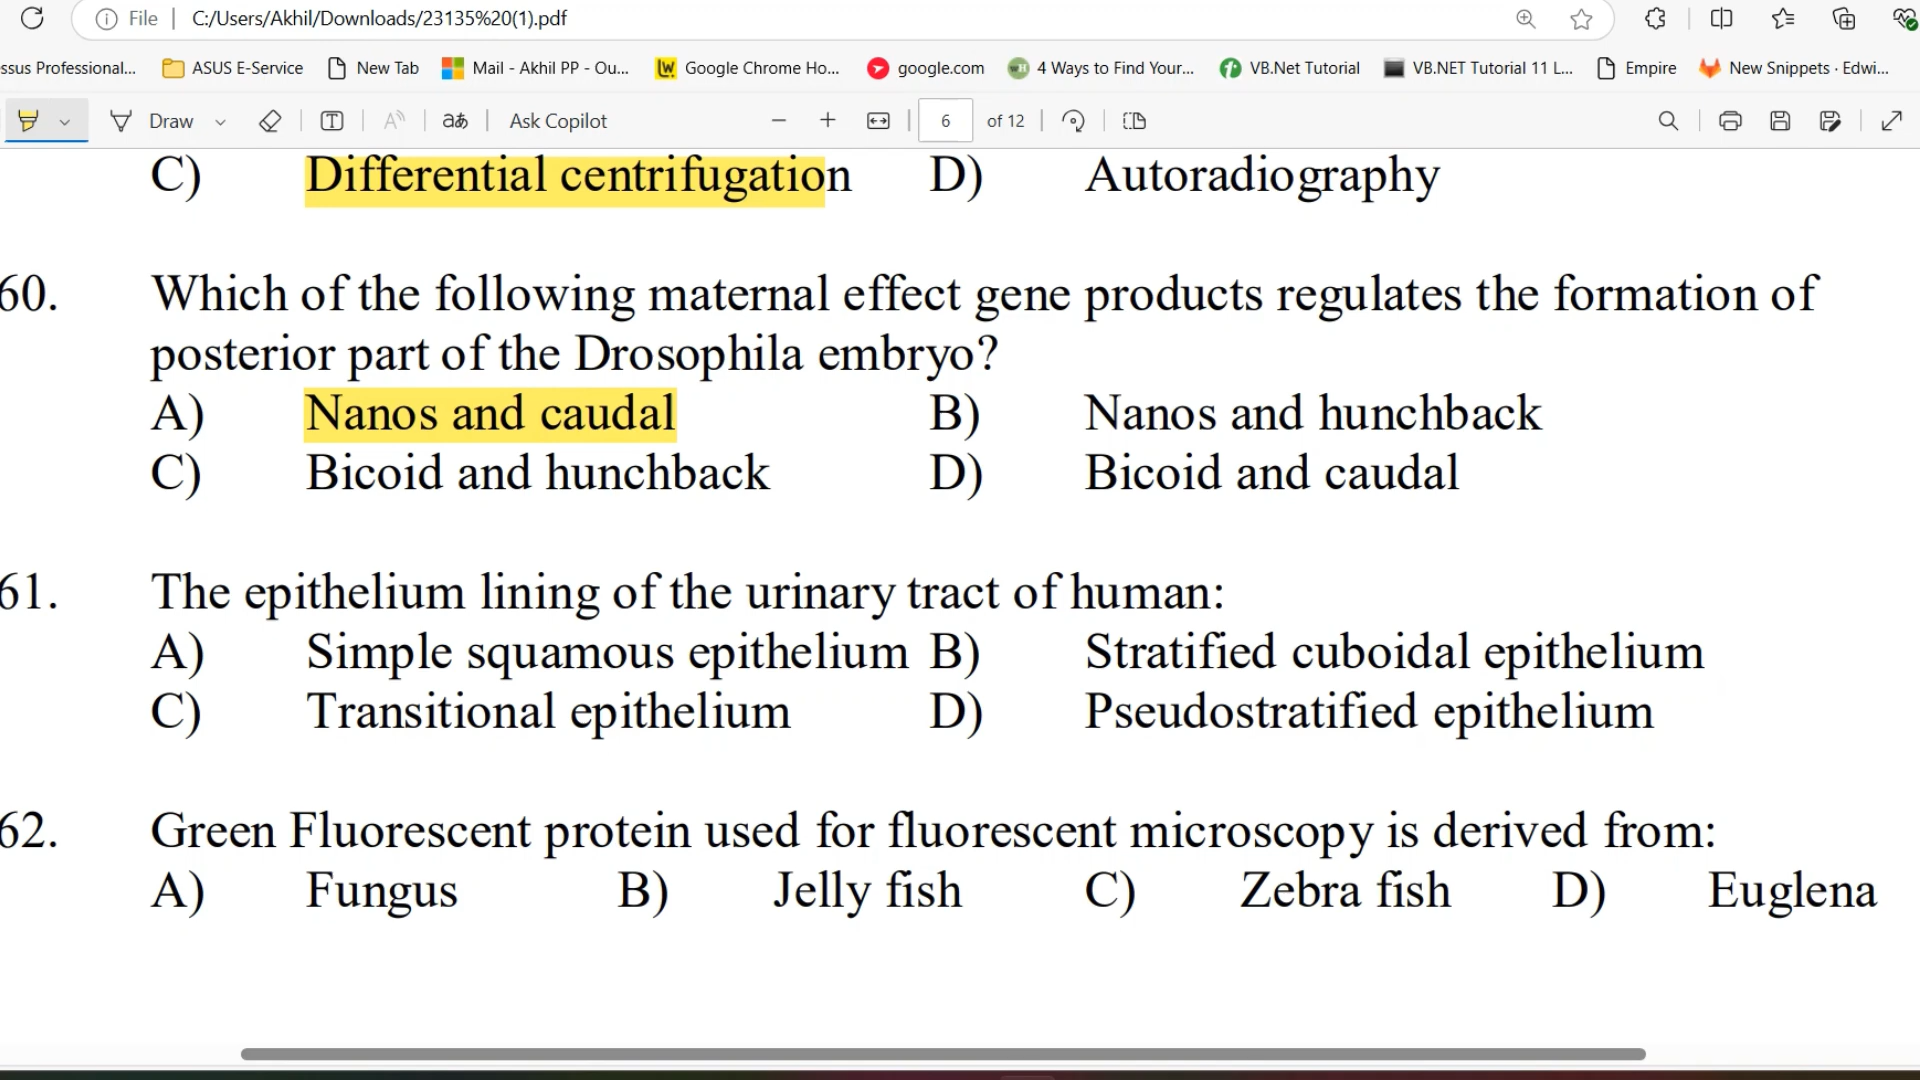 File | C:/Users/Akhil/Downloads/23135%20(1).pdf
ssus Professional... ASUS E-Service New Tab Mail - Akhil PP - Ou... Google Chrome Ho... google.com 4 Ways to Find Your... VB.Net Tutorial VB.NET Tutorial 11 L... Empire New Snippets · Edwi...
Draw Ask Copilot 6 of 12
C) Differential centrifugation D) Autoradiography
60. Which of the following maternal effect gene products regulates the formation of
posterior part of the Drosophila embryo?
A) Nanos and caudal B) Nanos and hunchback
C) Bicoid and hunchback D) Bicoid and caudal
61. The epithelium lining of the urinary tract of human:
A) Simple squamous epithelium B) Stratified cuboidal epithelium
C) Transitional epithelium D) Pseudostratified epithelium
62. Green Fluorescent protein used for fluorescent microscopy is derived from:
A) Fungus B) Jelly fish C) Zebra fish D) Euglena